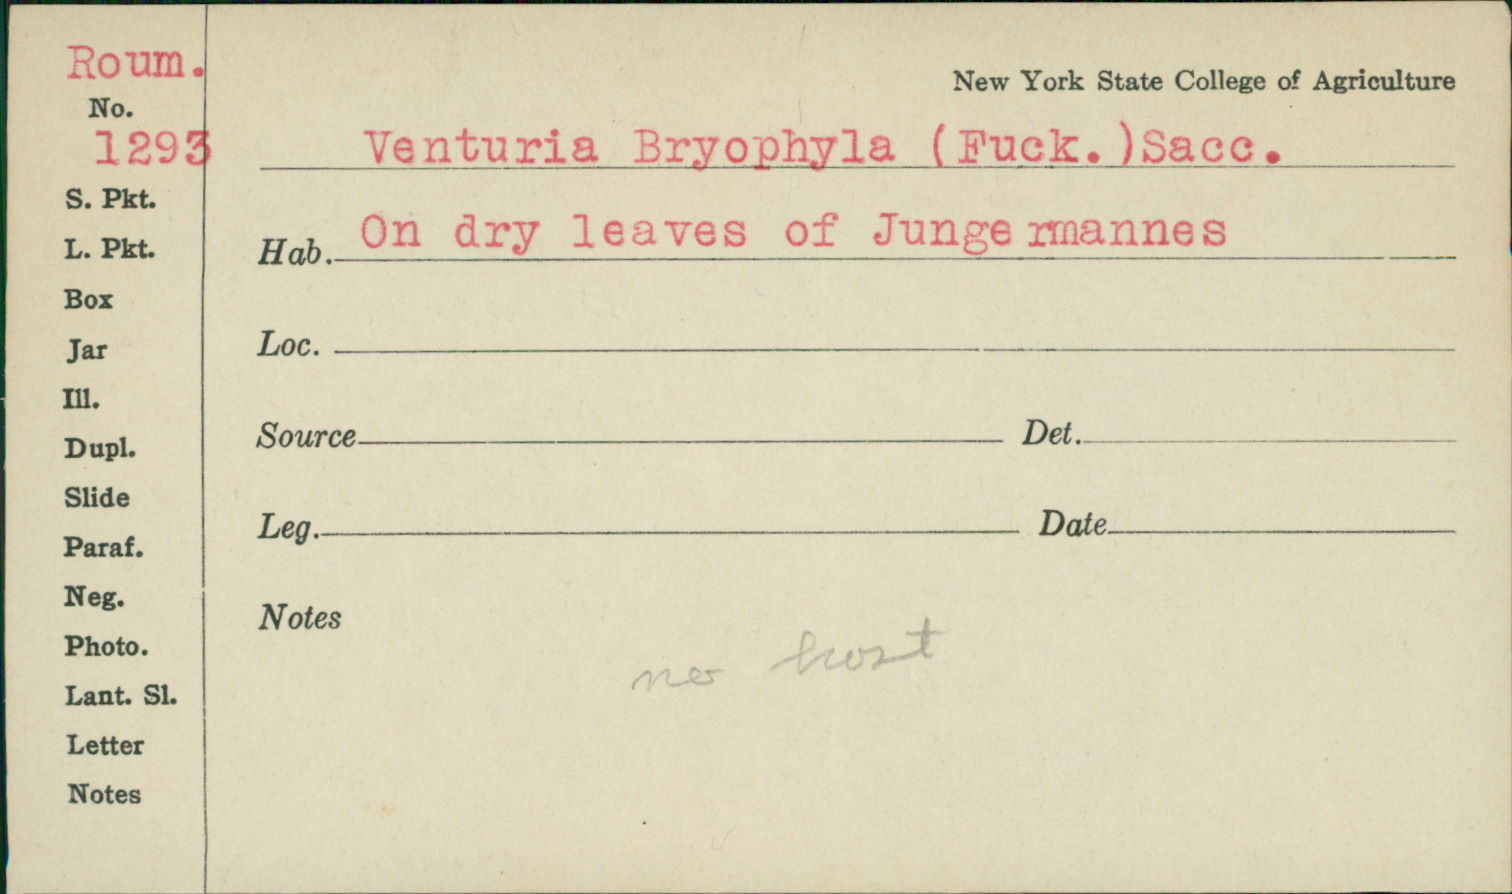 Roum.
New York State College of Agriculture
No.
1293
Venturia Bryophyla (Fuck.)Sacc.
S. Pkt.
Hab. On dry leaves of Jungermannes
L. Pkt.
Box
Loc.
Jar
Ill.
Source Det.
Dupl.
Slide
Leg. Date
Paraf.
Neg.
Notes
Photo.
no host
Lant. Sl.
Letter
Notes